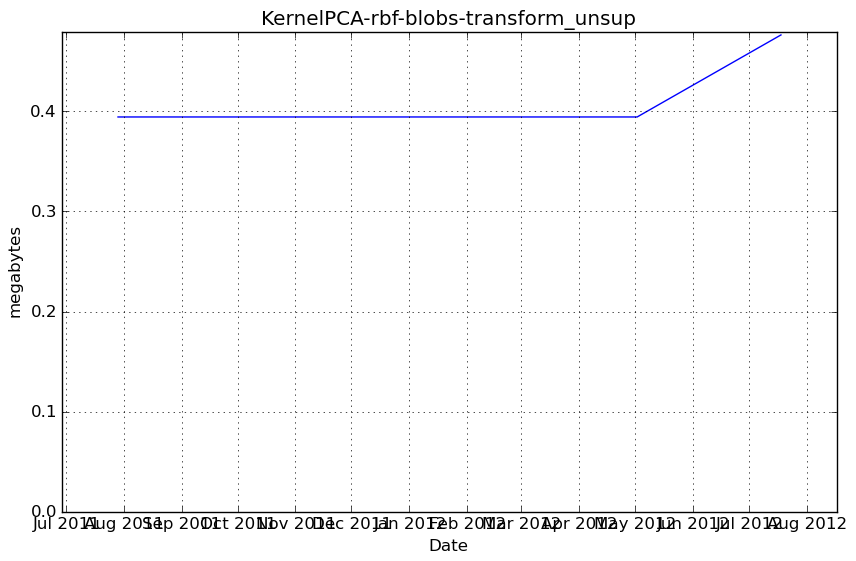 KernelPCA-rbf-blobs-transform_unsup
megabytes
0.4
0.3
0.2
0.1
0.0
Jul 2011 Aug 2011 Sep 2011 Oct 2011 Nov 2011 Dec 2011 Jan 2012 Feb 2012 Mar 2012 Apr 2012 May 2012 Jun 2012 Jul 2012 Aug 2012
Date